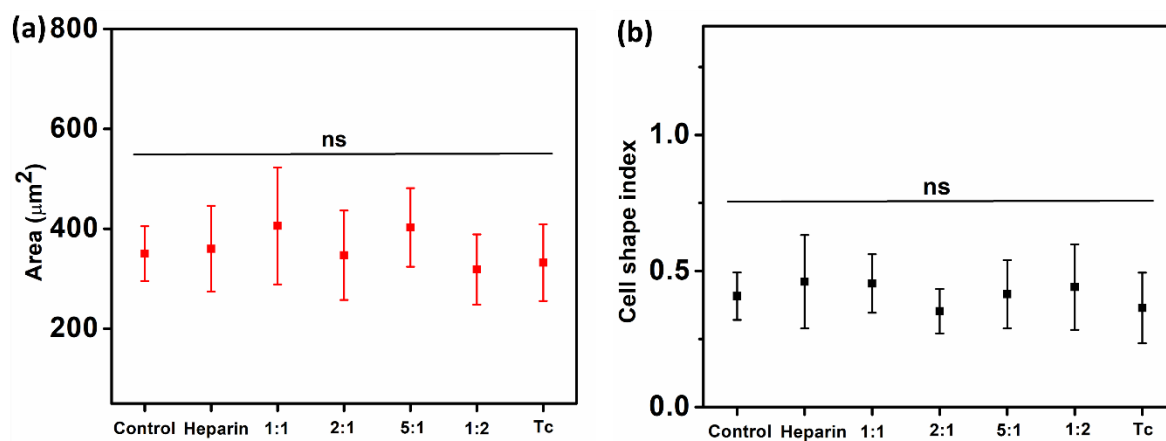 (a)
800
600
400
200
Area (μm²)
ns
Control Heparin 1:1 2:1 5:1 1:2 Tc
(b)
1.0
0.5
0.0
Cell shape index
ns
Control Heparin 1:1 2:1 5:1 1:2 Tc